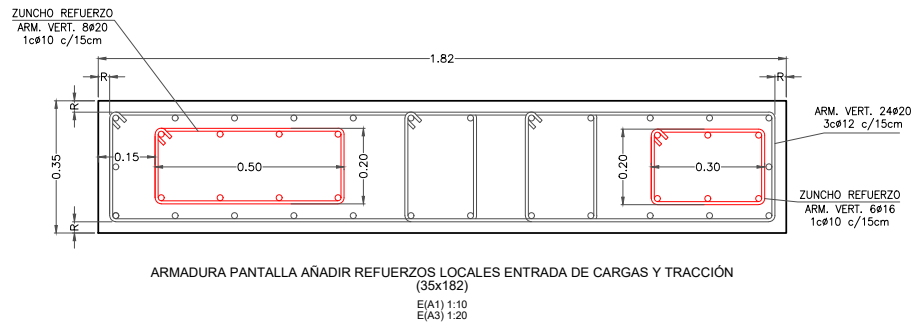 ZUNCHO REFUERZO
ARM. VERT. 8ø20
1cø10 c/15cm
1.82
R
R
R
R
0.35
0.15
0.50
0.20
0.20
0.30
ARM. VERT. 24ø20
3cø12 c/15cm
ZUNCHO REFUERZO
ARM. VERT. 6ø16
1cø10 c/15cm
ARMADURA PANTALLA AÑADIR REFUERZOS LOCALES ENTRADA DE CARGAS Y TRACCIÓN
(35x182)
E(A1) 1:10
E(A3) 1:20